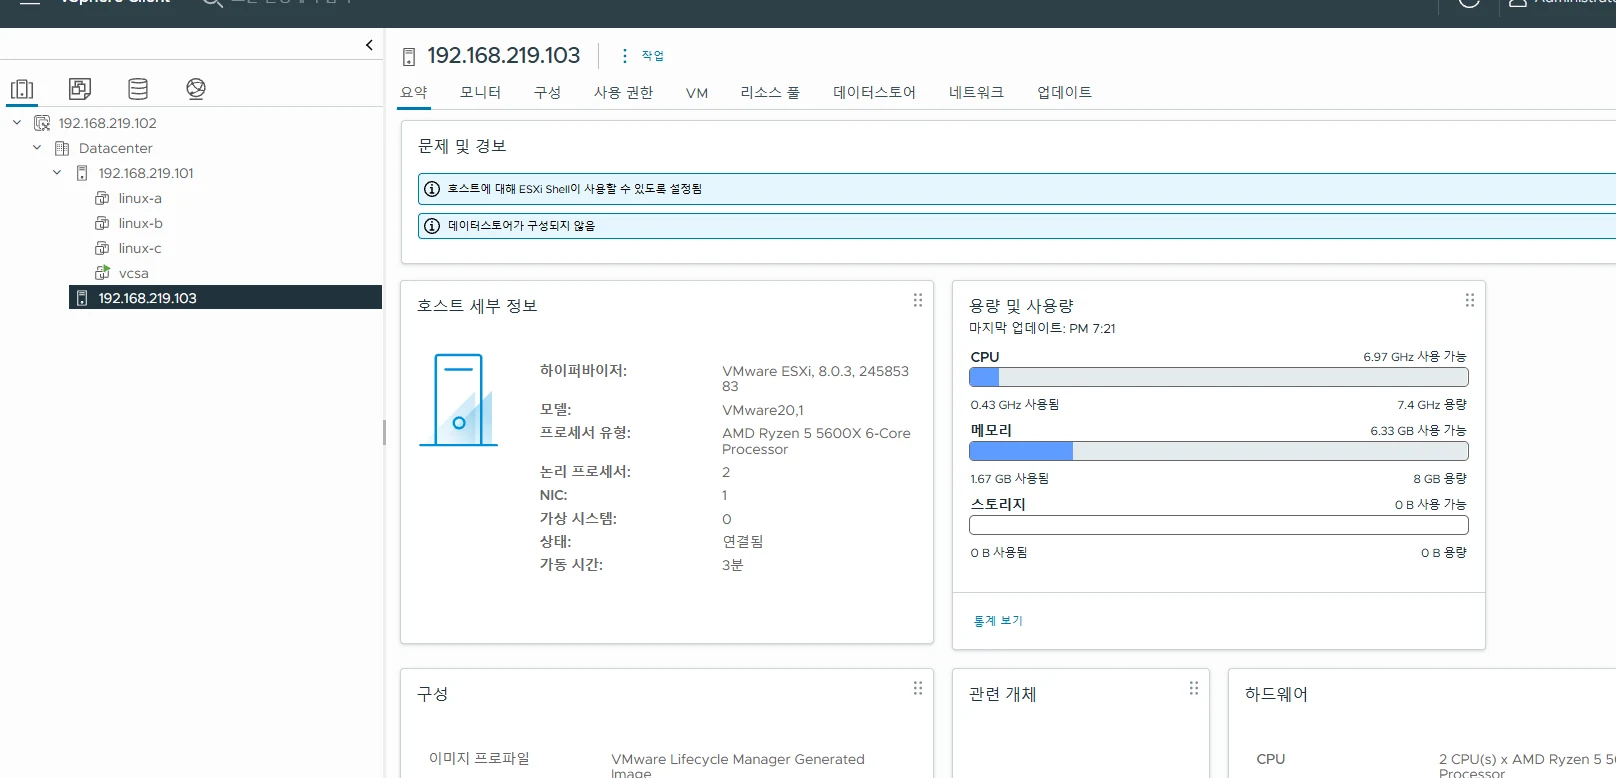 vSphere Client
192.168.219.103
작업
요약 모니터 구성 사용 권한 VM 리소스 풀 데이터스토어 네트워크 업데이트
192.168.219.102
Datacenter
192.168.219.101
linux-a
linux-b
linux-c
vcsa
192.168.219.103
문제 및 경보
호스트에 대해 ESXi Shell이 사용할 수 있도록 설정됨
데이터스토어가 구성되지 않음
호스트 세부 정보
하이퍼바이저: VMware ESXi, 8.0.3, 245853
83
모델: VMware20,1
프로세서 유형: AMD Ryzen 5 5600X 6-Core
Processor
논리 프로세서: 2
NIC: 1
가상 시스템: 0
상태: 연결됨
가동 시간: 3분
용량 및 사용량
마지막 업데이트: PM 7:21
CPU 6.97 GHz 사용 가능
0.43 GHz 사용됨 7.4 GHz 용량
메모리 6.33 GB 사용 가능
1.67 GB 사용됨 8 GB 용량
스토리지 0 B 사용 가능
0 B 사용됨 0 B 용량
통계 보기
구성
이미지 프로파일 VMware Lifecycle Manager Generated
Image
관련 개체
하드웨어
CPU 2 CPU(s) x AMD Ryzen 5
Processor